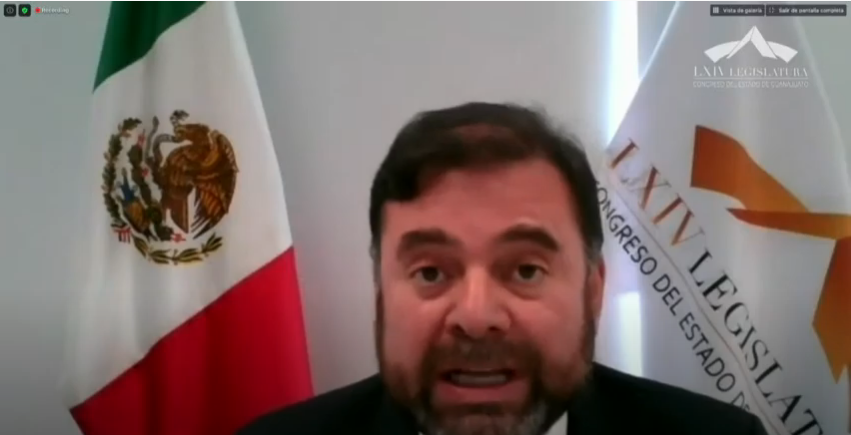 Recording
Vista de galería
Salir de pantalla completa
LXIV LEGISLATURA
CONGRESO DEL ESTADO DE GUANAJUATO
LXIV LEGISLAT
CONGRESO DEL ESTADO DE